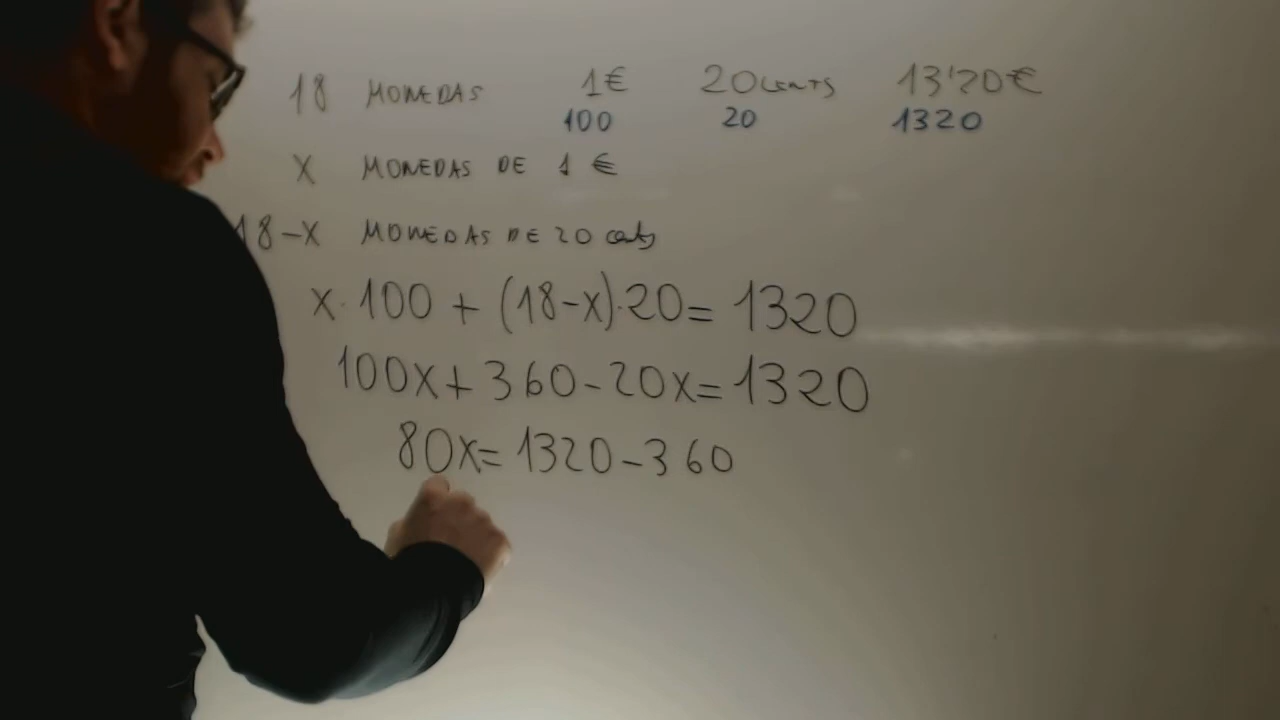 18 MONEDAS 1€ 20 cents 13'20€
100 20 1320
X MONEDAS DE 1 €
18-X MONEDAS DE 20 cents
x·100 + (18-x)·20= 1320
100x+360-20x=1320
80x=1320-360